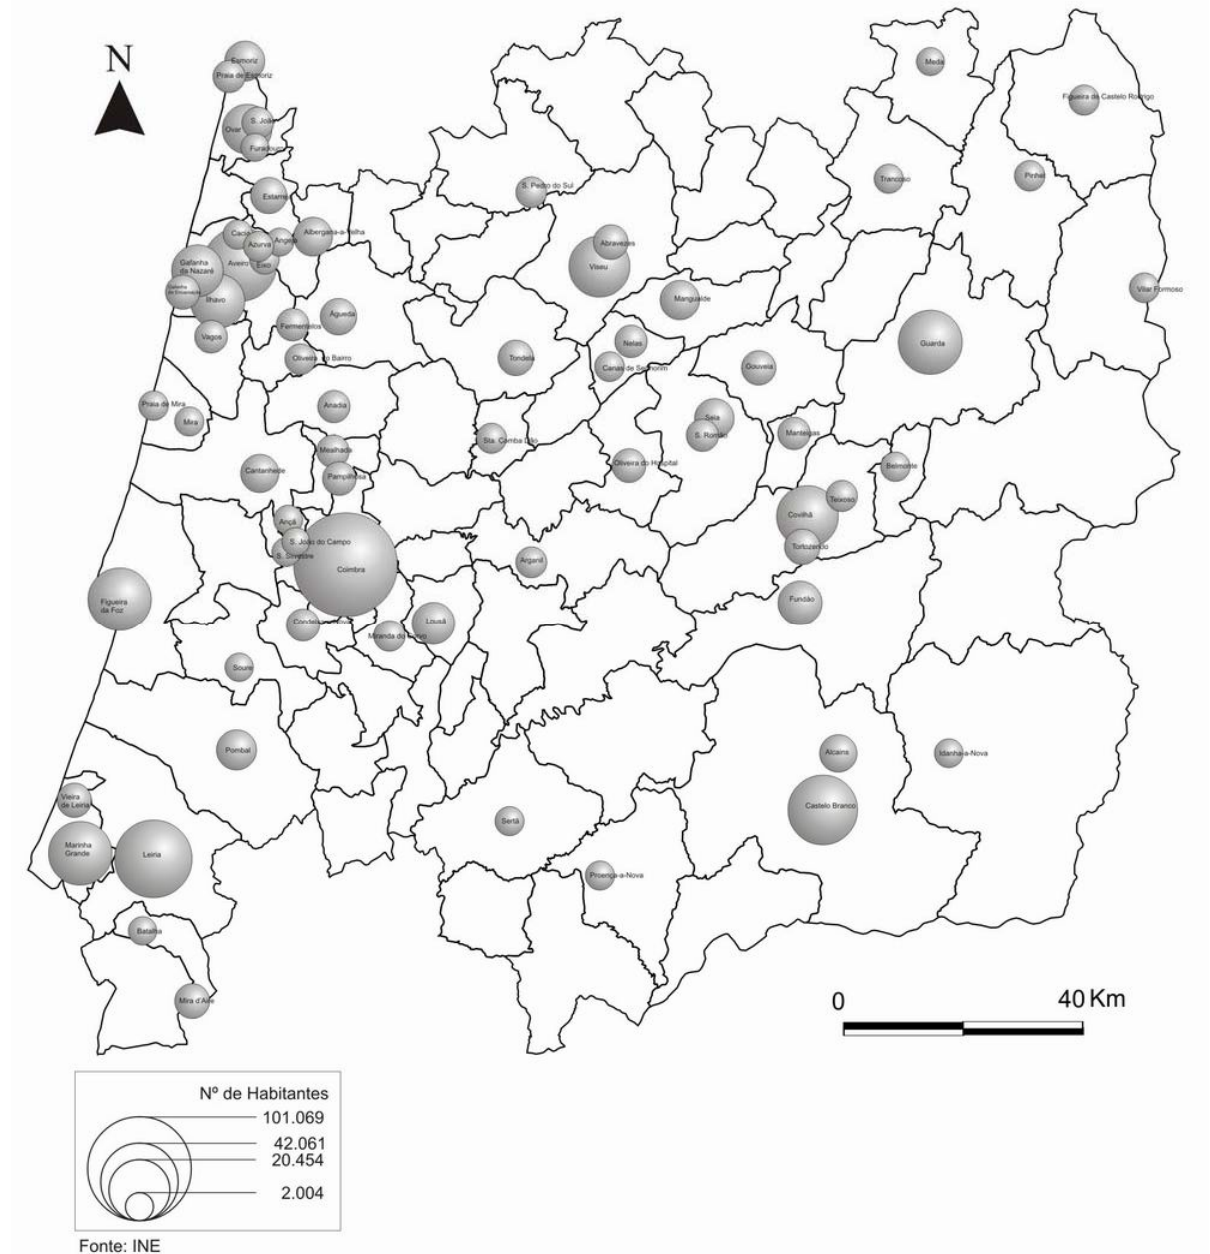 N
Esmoriz
Praia de Esmoriz
Meda
Figueira do Castelo Rodrigo
Ovar
S. João
Furadouro
Estarreja
S. Pedro do Sul
Trancoso
Pinhel
Cacia
Azurva
Angeja
Albergaria-a-Velha
Abravezes
Viseu
Gafanha
da Nazaré
Aveiro
Eixo
Gafanha
da Encarnação
Ílhavo
Vilar Formoso
Mangualde
Águeda
Fermentelos
Vagos
Nelas
Guarda
Oliveira do Bairro
Tondela
Canas de Senhorim
Gouveia
Praia de Mira
Mira
Anadia
Seia
S. Romão
Manteigas
Sta. Comba Dão
Mealhada
Cantanhede
Pampilhosa
Oliveira do Hospital
Belmonte
Teixoso
Covilhã
Tortozendo
Ançã
S. João do Campo
S. Silvestre
Coimbra
Arganil
Figueira
da Foz
Fundão
Condeixa-a-Nova
Miranda do Corvo
Lousã
Soure
Pombal
Alcains
Idanha-a-Nova
Vieira
de Leiria
Castelo Branco
Sertã
Marinha
Grande
Leiria
Proença-a-Nova
Batalha
Mira d'Aire
0 40 Km
Nº de Habitantes
101.069
42.061
20.454
2.004
Fonte: INE